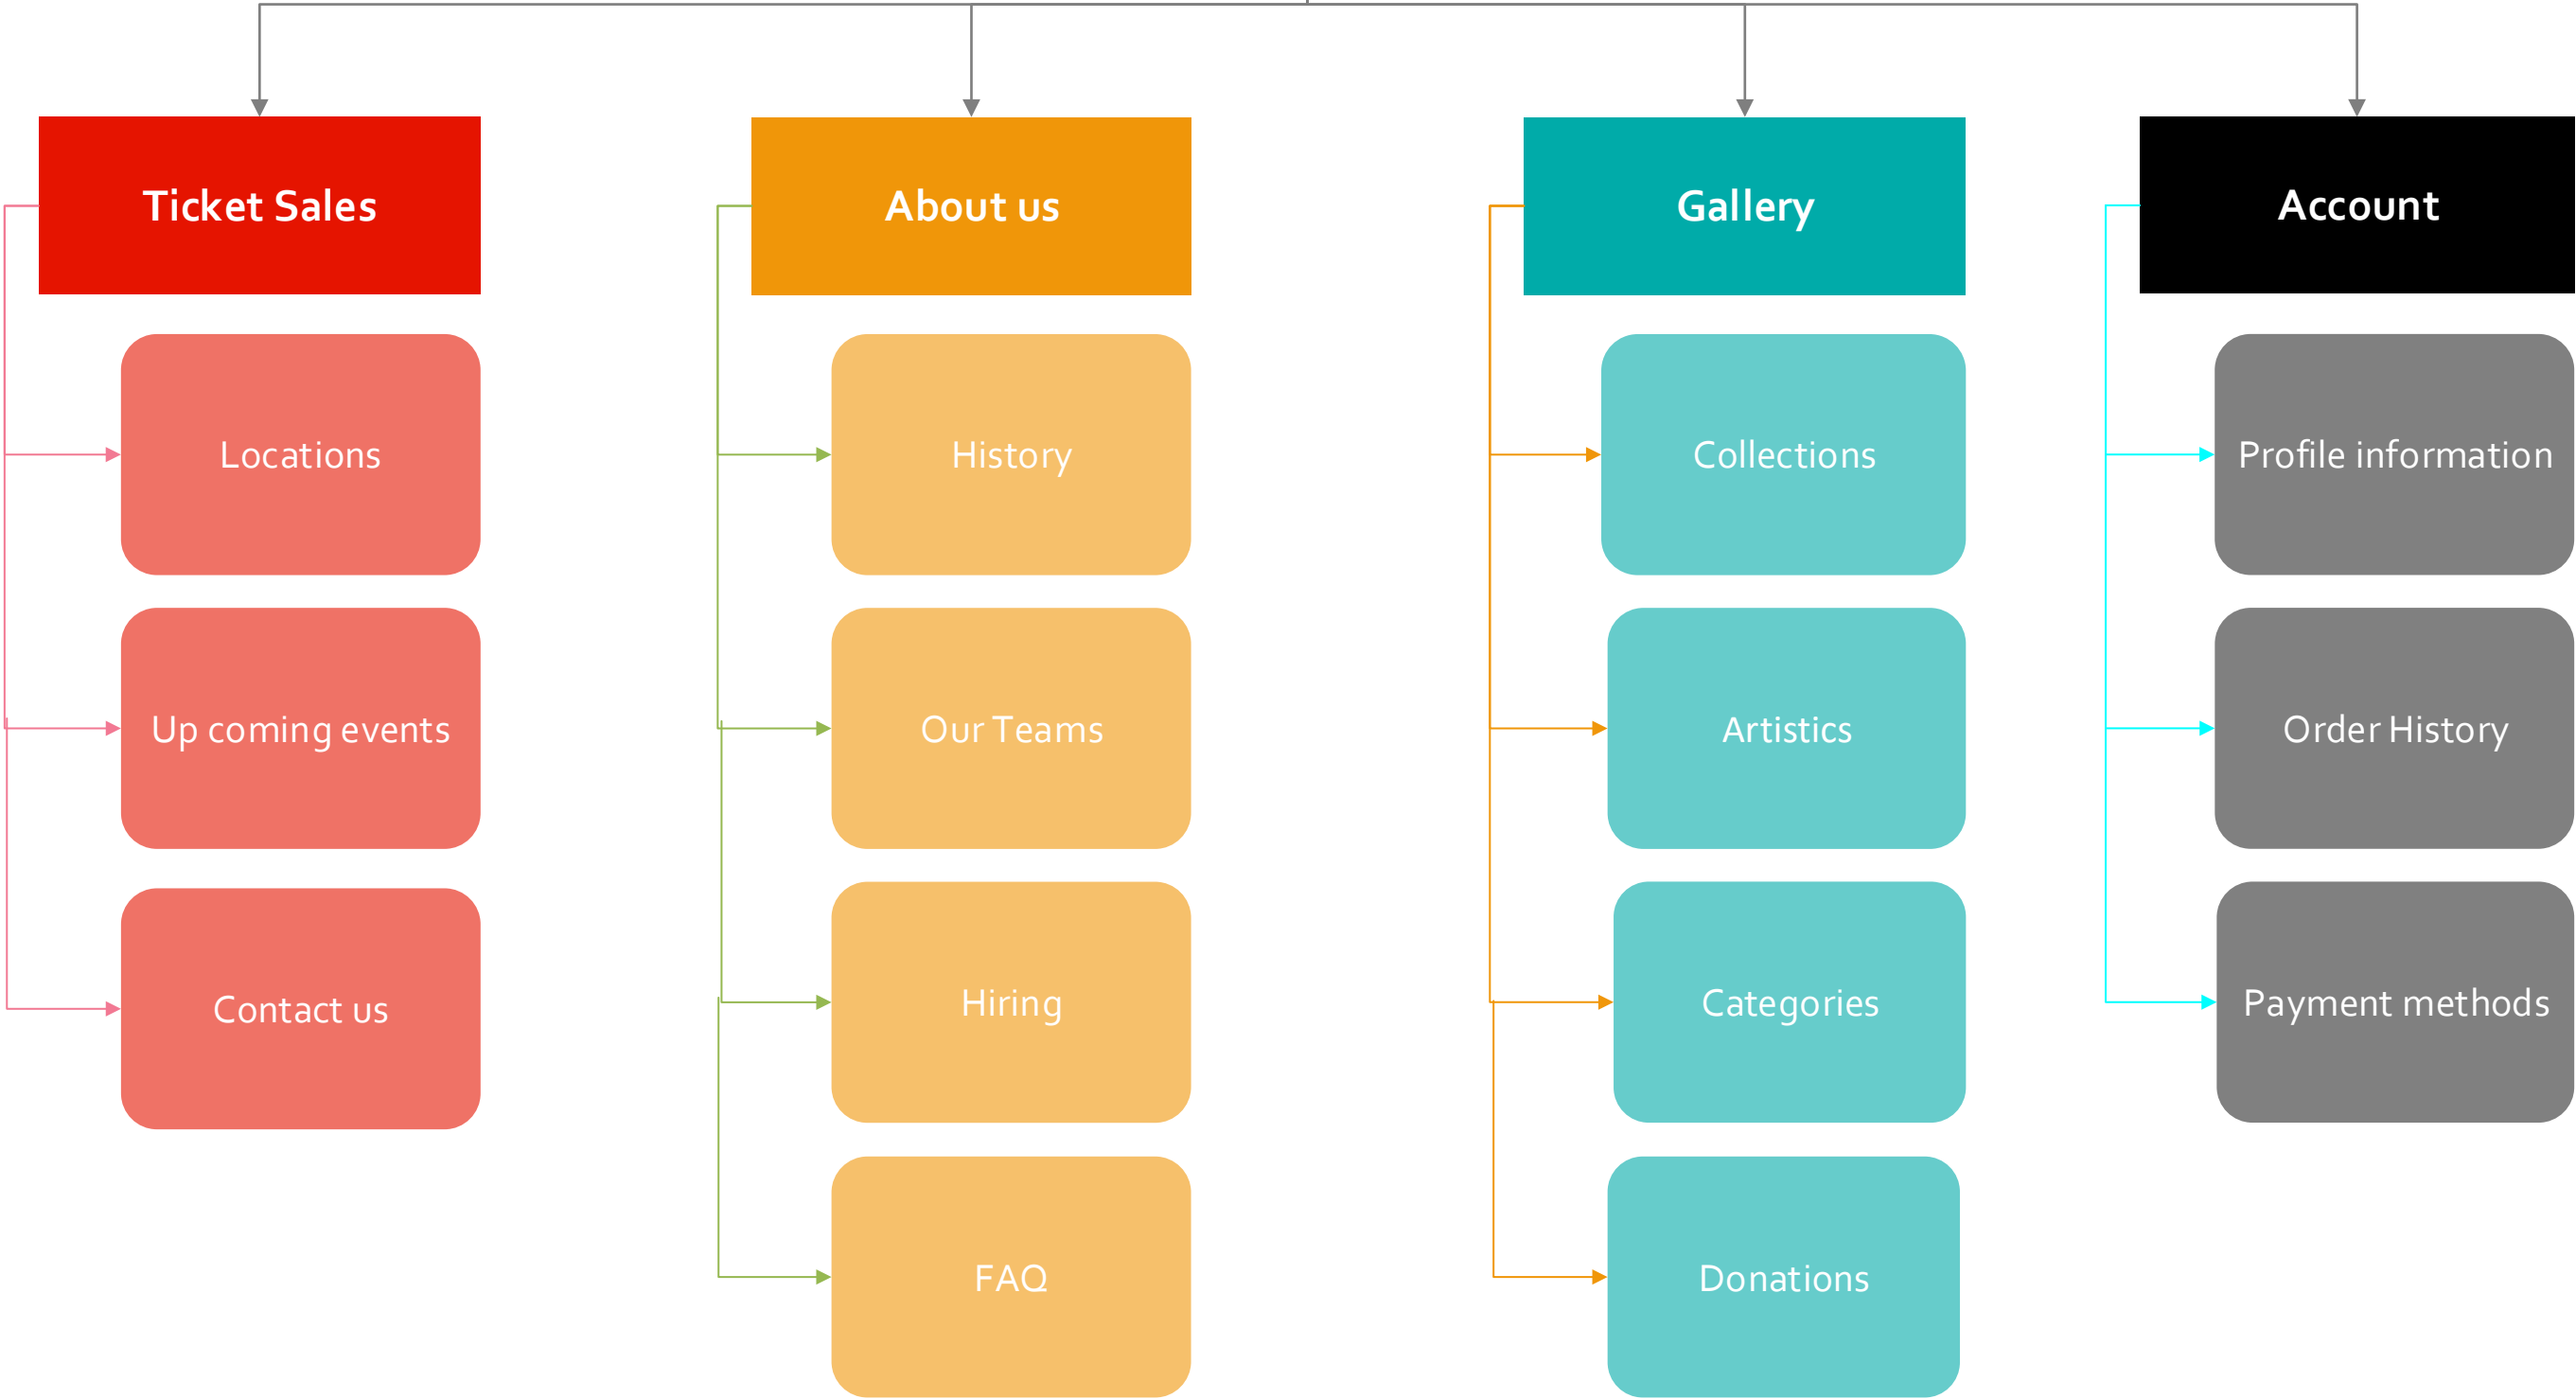 Ticket Sales
Locations
Up coming events
Contact us
About us
History
Our Teams
Hiring
FAQ
Gallery
Collections
Artistics
Categories
Donations
Account
Profile information
Order History
Payment methods